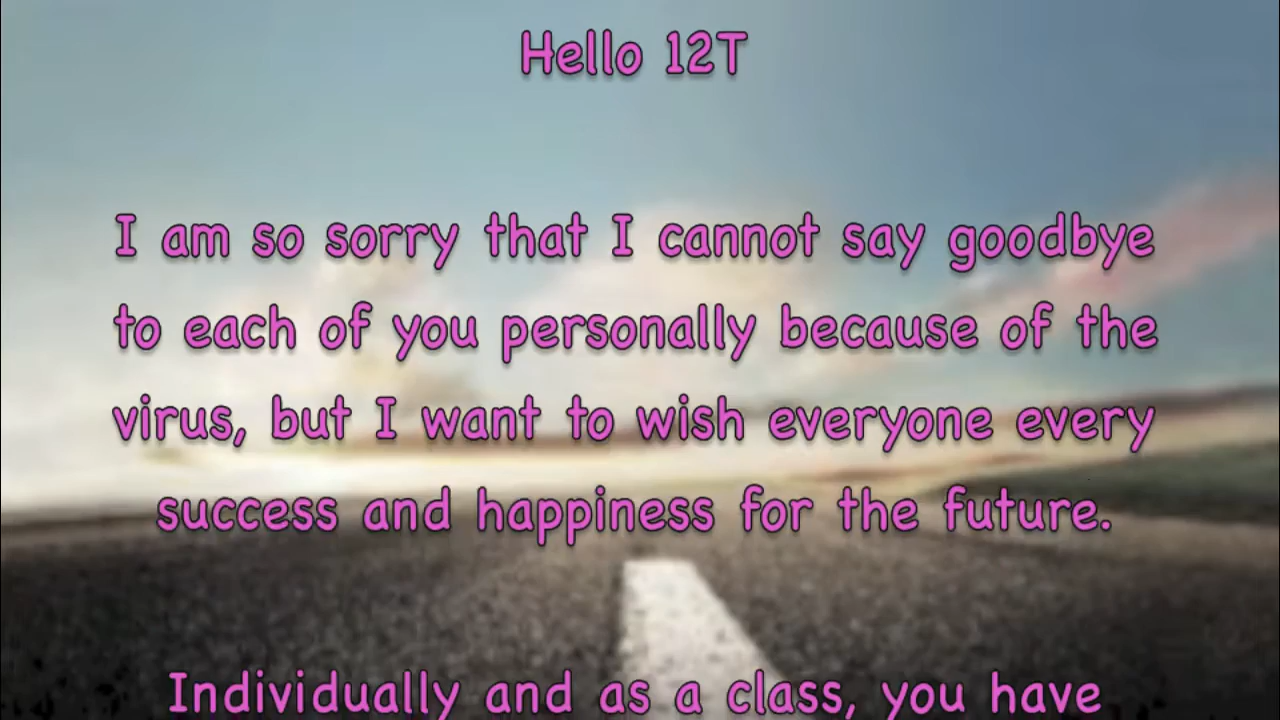 Hello 12T
I am so sorry that I cannot say goodbye
to each of you personally because of the
virus, but I want to wish everyone every
success and happiness for the future.
Individually and as a class, you have